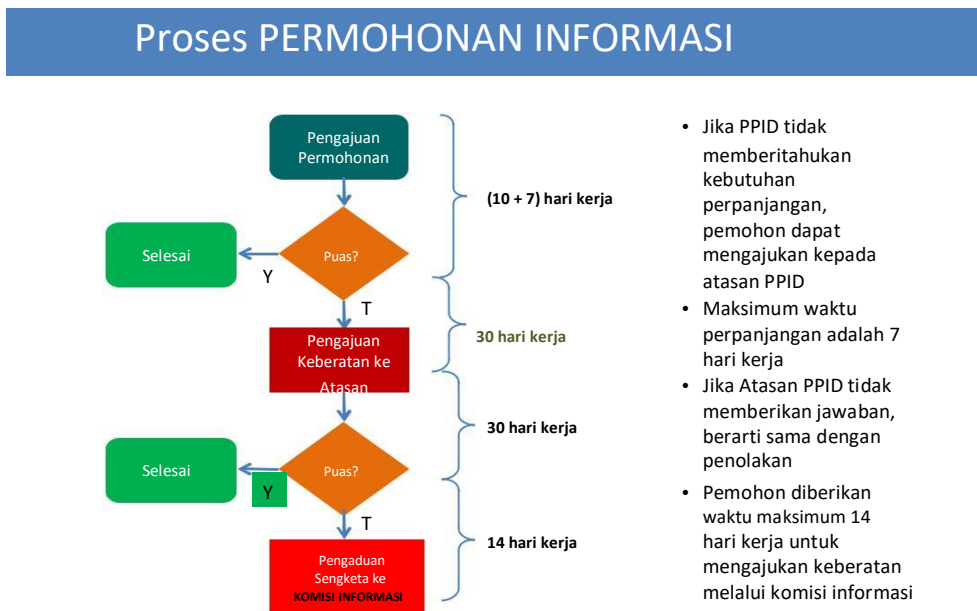 Proses PERMOHONAN INFORMASI
Pengajuan
Permohonan
(10 + 7) hari kerja
Selesai
Puas?
Y
T
Pengajuan
Keberatan ke
Atasan
30 hari kerja
30 hari kerja
Selesai
Puas?
Y
T
14 hari kerja
Pengaduan
Sengketa ke
KOMISI INFORMASI
• Jika PPID tidak
memberitahukan
kebutuhan
perpanjangan,
pemohon dapat
mengajukan kepada
atasan PPID
• Maksimum waktu
perpanjangan adalah 7
hari kerja
• Jika Atasan PPID tidak
memberikan jawaban,
berarti sama dengan
penolakan
• Pemohon diberikan
waktu maksimum 14
hari kerja untuk
mengajukan keberatan
melalui komisi informasi